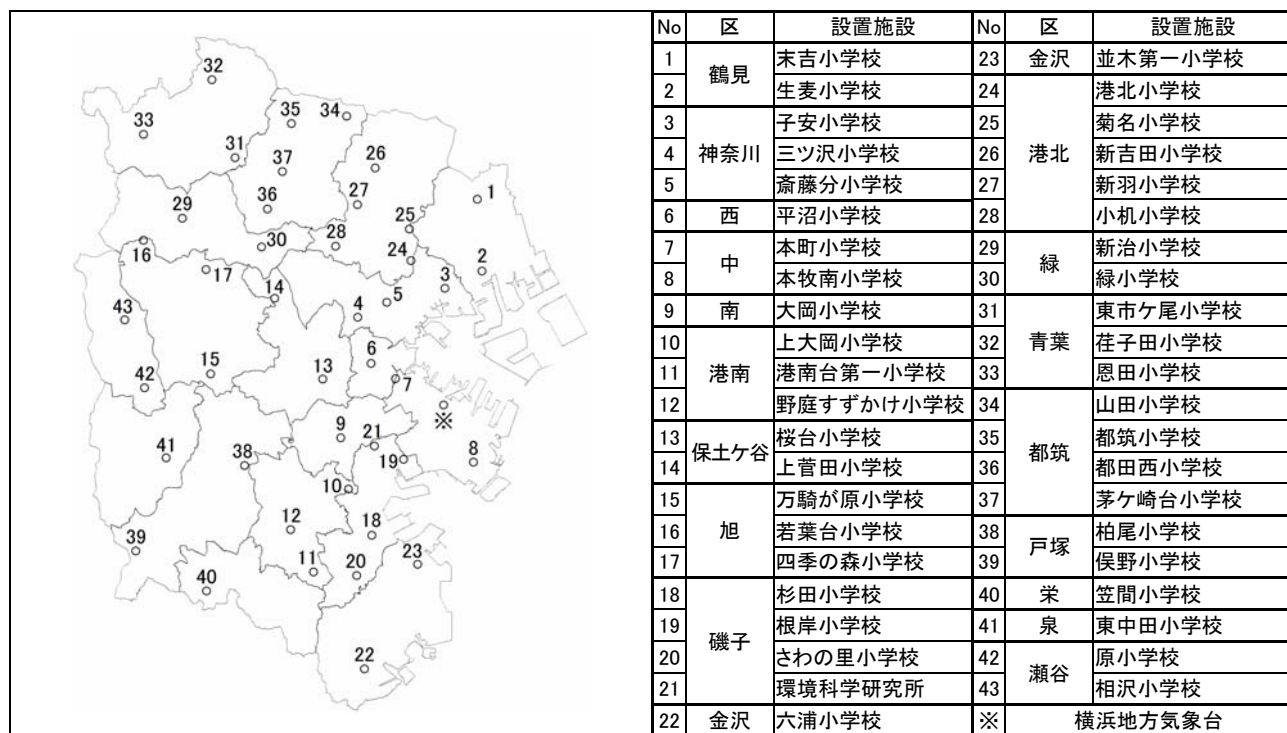 32
35
34
33
31
37
26
36
27
1
29
25
28
30
16
24
2
17
3
14
5
43
4
6
15
13
7
42
※
9
21
41
38
8
19
10
12
18
39
23
11
20
40
22
No 区 設置施設 No 区 設置施設
1 鶴見 末吉小学校 23 金沢 並木第一小学校
2 生麦小学校 24 港北 港北小学校
3 神奈川 子安小学校 25 菊名小学校
4 三ツ沢小学校 26 新吉田小学校
5 斎藤分小学校 27 新羽小学校
6 西 平沼小学校 28 小机小学校
7 中 本町小学校 29 緑 新治小学校
8 本牧南小学校 30 緑小学校
9 南 大岡小学校 31 青葉 東市ケ尾小学校
10 港南 上大岡小学校 32 荏子田小学校
11 港南台第一小学校 33 恩田小学校
12 野庭すずかけ小学校 34 都筑 山田小学校
13 保土ケ谷 桜台小学校 35 都筑小学校
14 上菅田小学校 36 都田西小学校
15 旭 万騎が原小学校 37 茅ケ崎台小学校
16 若葉台小学校 38 戸塚 柏尾小学校
17 四季の森小学校 39 俣野小学校
18 磯子 杉田小学校 40 栄 笠間小学校
19 根岸小学校 41 泉 東中田小学校
20 さわの里小学校 42 瀬谷 原小学校
21 環境科学研究所 43 相沢小学校
22 金沢 六浦小学校 ※ 横浜地方気象台